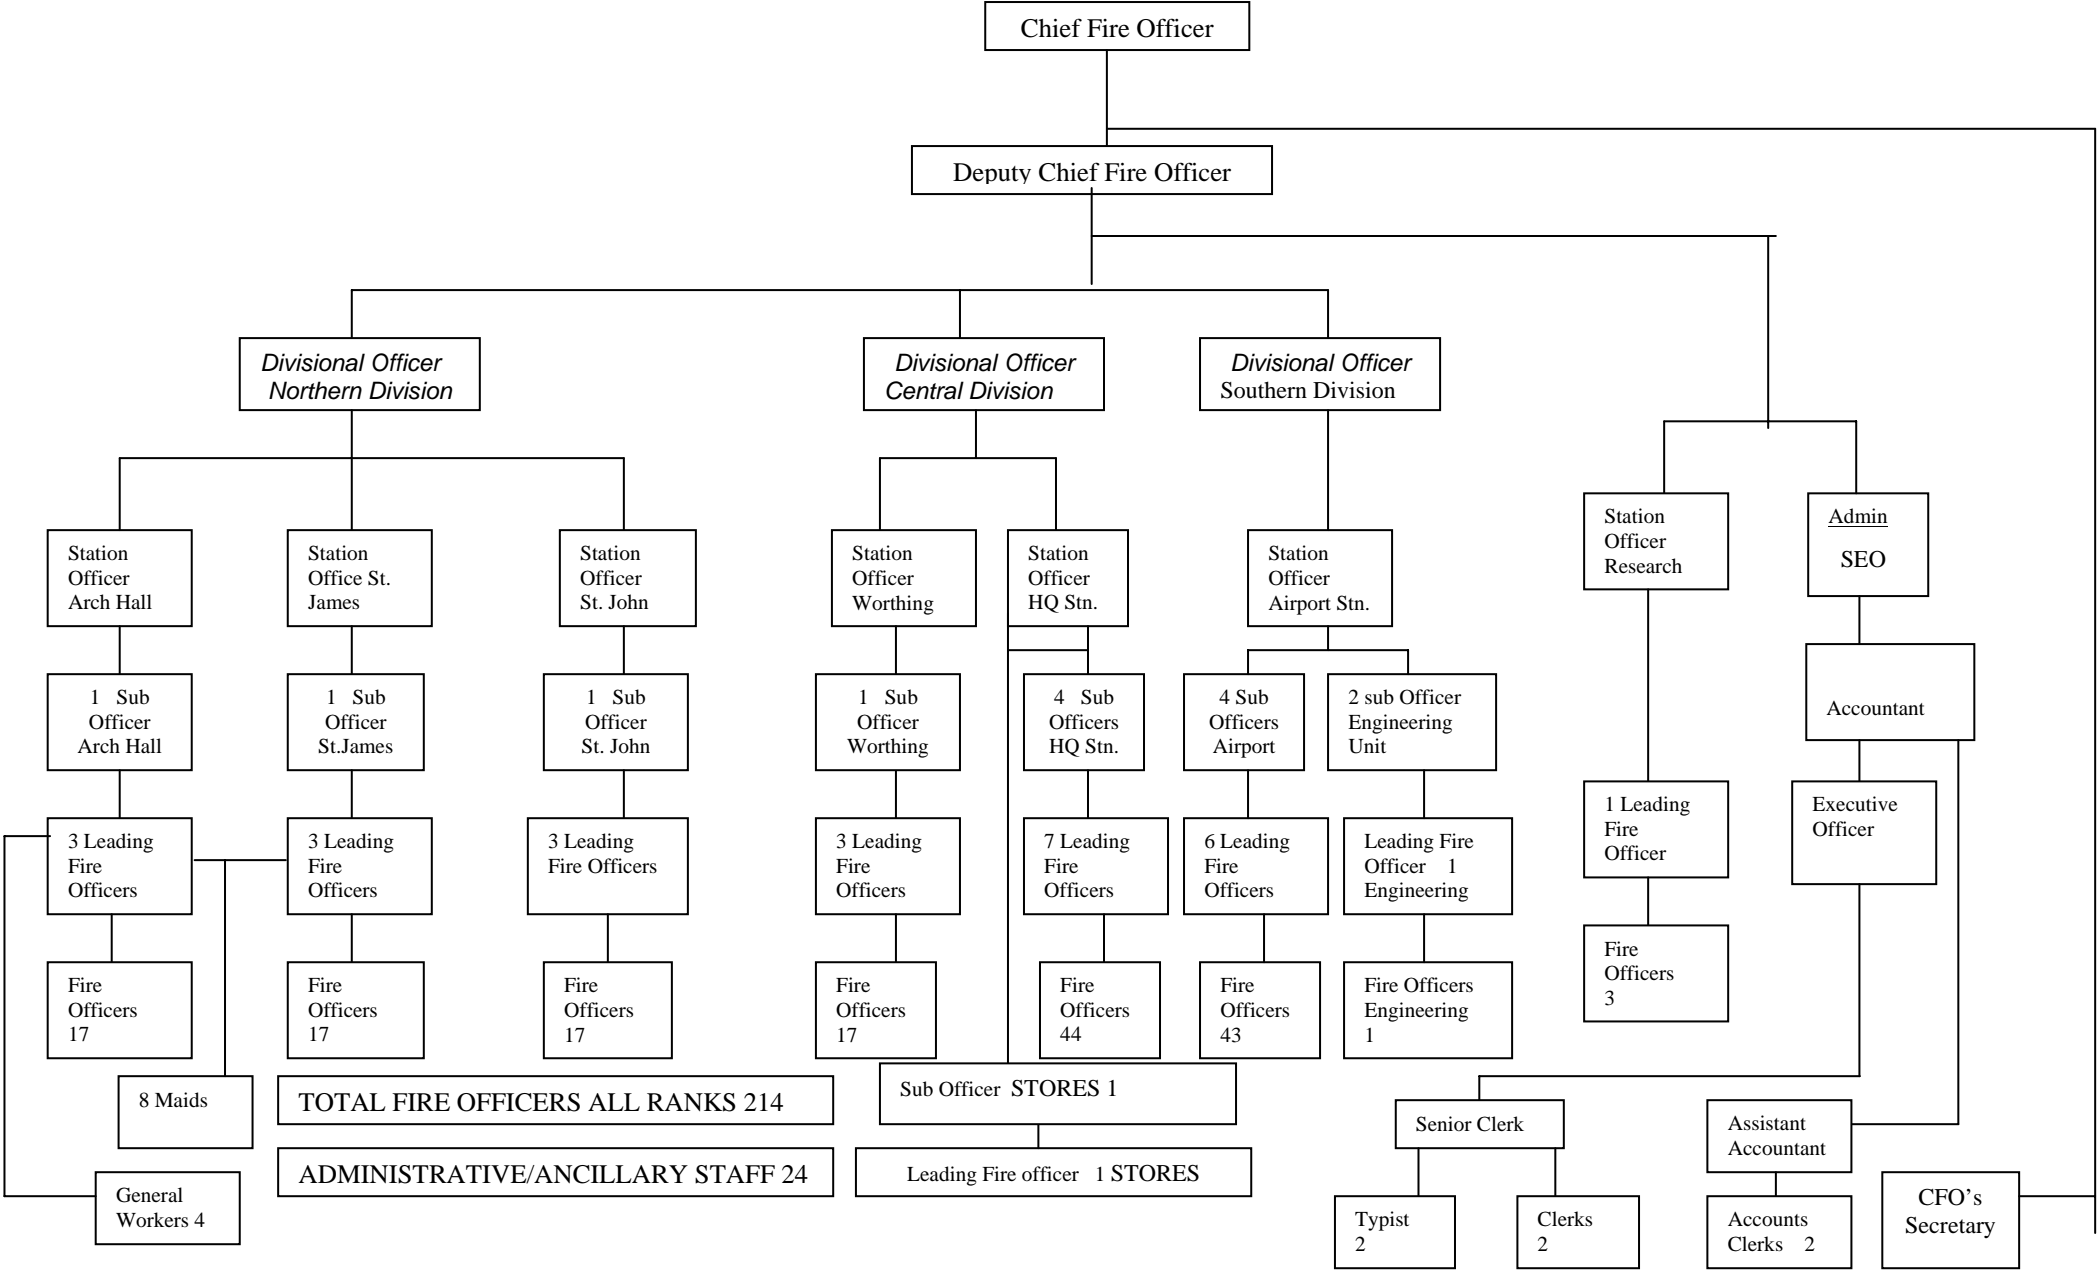 Chief Fire Officer
Deputy Chief Fire Officer
Divisional Officer
Northern Division
Divisional Officer
Central Division
Divisional Officer
Southern Division
Station
Officer
Research
Admin
SEO
Station
Officer
Arch Hall
Station
Office St.
James
Station
Officer
St. John
Station
Officer
Worthing
Station
Officer
HQ Stn.
Station
Officer
Airport Stn.
Accountant
1 Sub
Officer
Arch Hall
1 Sub
Officer
St.James
1 Sub
Officer
St. John
1 Sub
Officer
Worthing
4 Sub
Officers
HQ Stn.
4 Sub
Officers
Airport
2 sub Officer
Engineering
Unit
1 Leading
Fire
Officer
Executive
Officer
3 Leading
Fire
Officers
3 Leading
Fire
Officers
3 Leading
Fire Officers
3 Leading
Fire
Officers
7 Leading
Fire
Officers
6 Leading
Fire
Officers
Leading Fire
Officer 1
Engineering
Fire
Officers
3
Fire
Officers
17
Fire
Officers
17
Fire
Officers
17
Fire
Officers
17
Fire
Officers
44
Fire
Officers
43
Fire Officers
Engineering
1
8 Maids
TOTAL FIRE OFFICERS ALL RANKS 214
Sub Officer STORES 1
Senior Clerk
Assistant
Accountant
ADMINISTRATIVE/ANCILLARY STAFF 24
Leading Fire officer 1 STORES
General
Workers 4
Typist
2
Clerks
2
Accounts
Clerks 2
CFO’s
Secretary